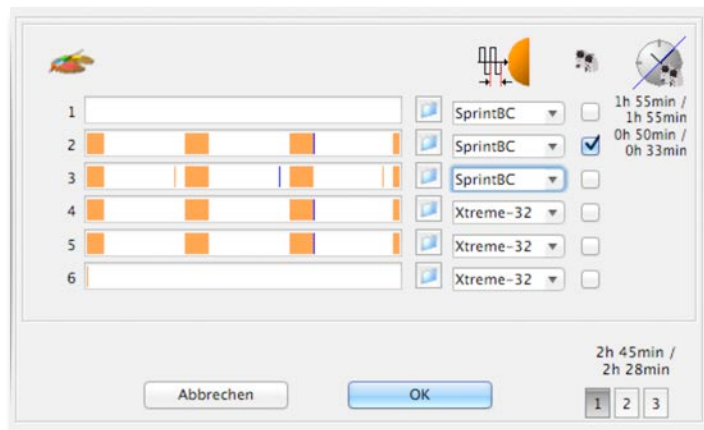 1 SprintBC 1h 55min /
1h 55min
2 SprintBC 0h 50min /
0h 33min
3 SprintBC
4 Xtreme-32
5 Xtreme-32
6 Xtreme-32
2h 45min /
2h 28min
Abbrechen OK 1 2 3